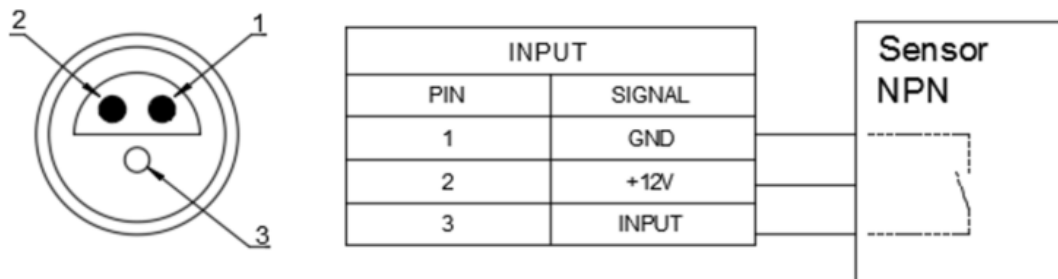 2
1
3
INPUT
PIN SIGNAL
1 GND
2 +12V
3 INPUT
Sensor
NPN